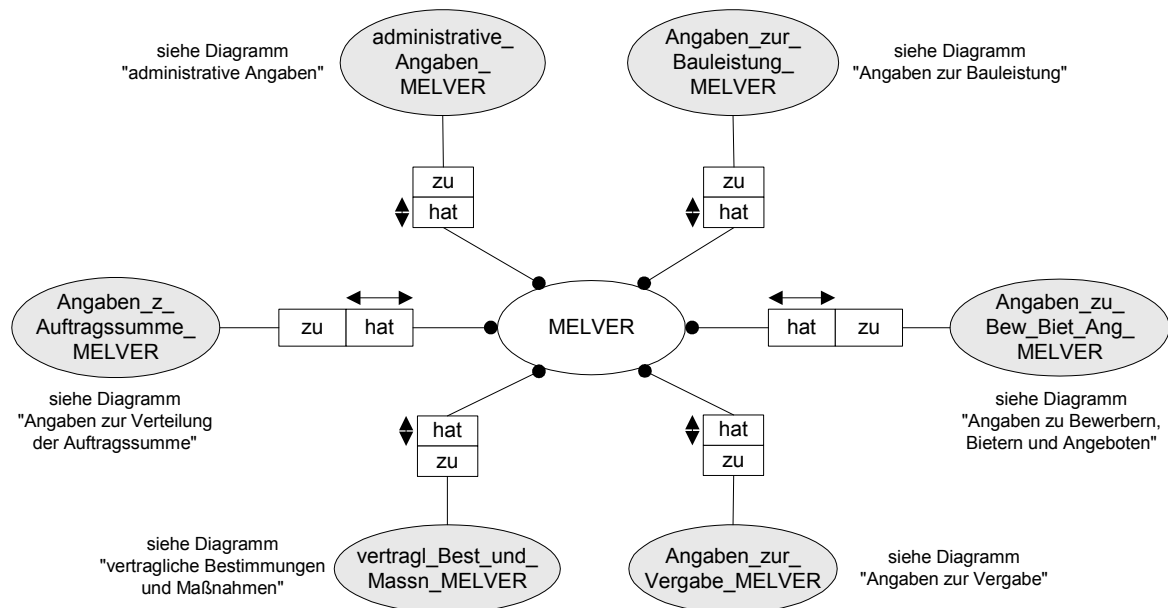 siehe Diagramm
"administrative Angaben"
administrative_
Angaben_
MELVER
Angaben_zur_
Bauleistung_
MELVER
siehe Diagramm
"Angaben zur Bauleistung"
zu
hat
zu
hat
Angaben_z_
Auftragssumme_
MELVER
zu
hat
MELVER
hat
zu
Angaben_zu_
Bew_Biet_Ang_
MELVER
siehe Diagramm
"Angaben zur Verteilung
der Auftragssumme"
siehe Diagramm
"Angaben zu Bewerbern,
Bietern und Angeboten"
hat
zu
hat
zu
siehe Diagramm
"vertragliche Bestimmungen
und Maßnahmen"
vertragl_Best_und_
Massn_MELVER
Angaben_zur_
Vergabe_MELVER
siehe Diagramm
"Angaben zur Vergabe"